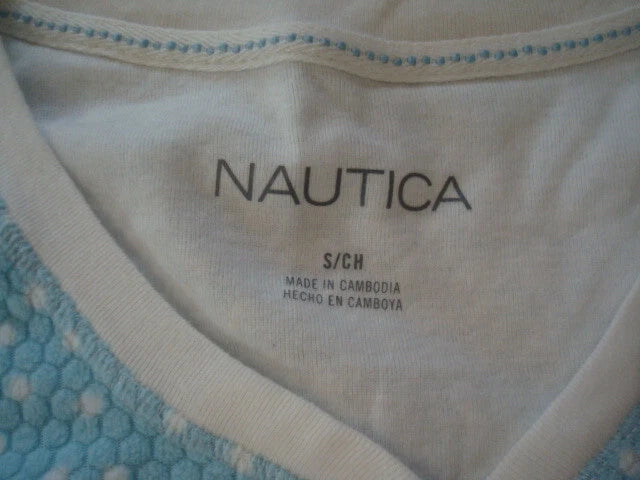 NAUTICA
S/CH
MADE IN CAMBODIA
HECHO EN CAMBOYA